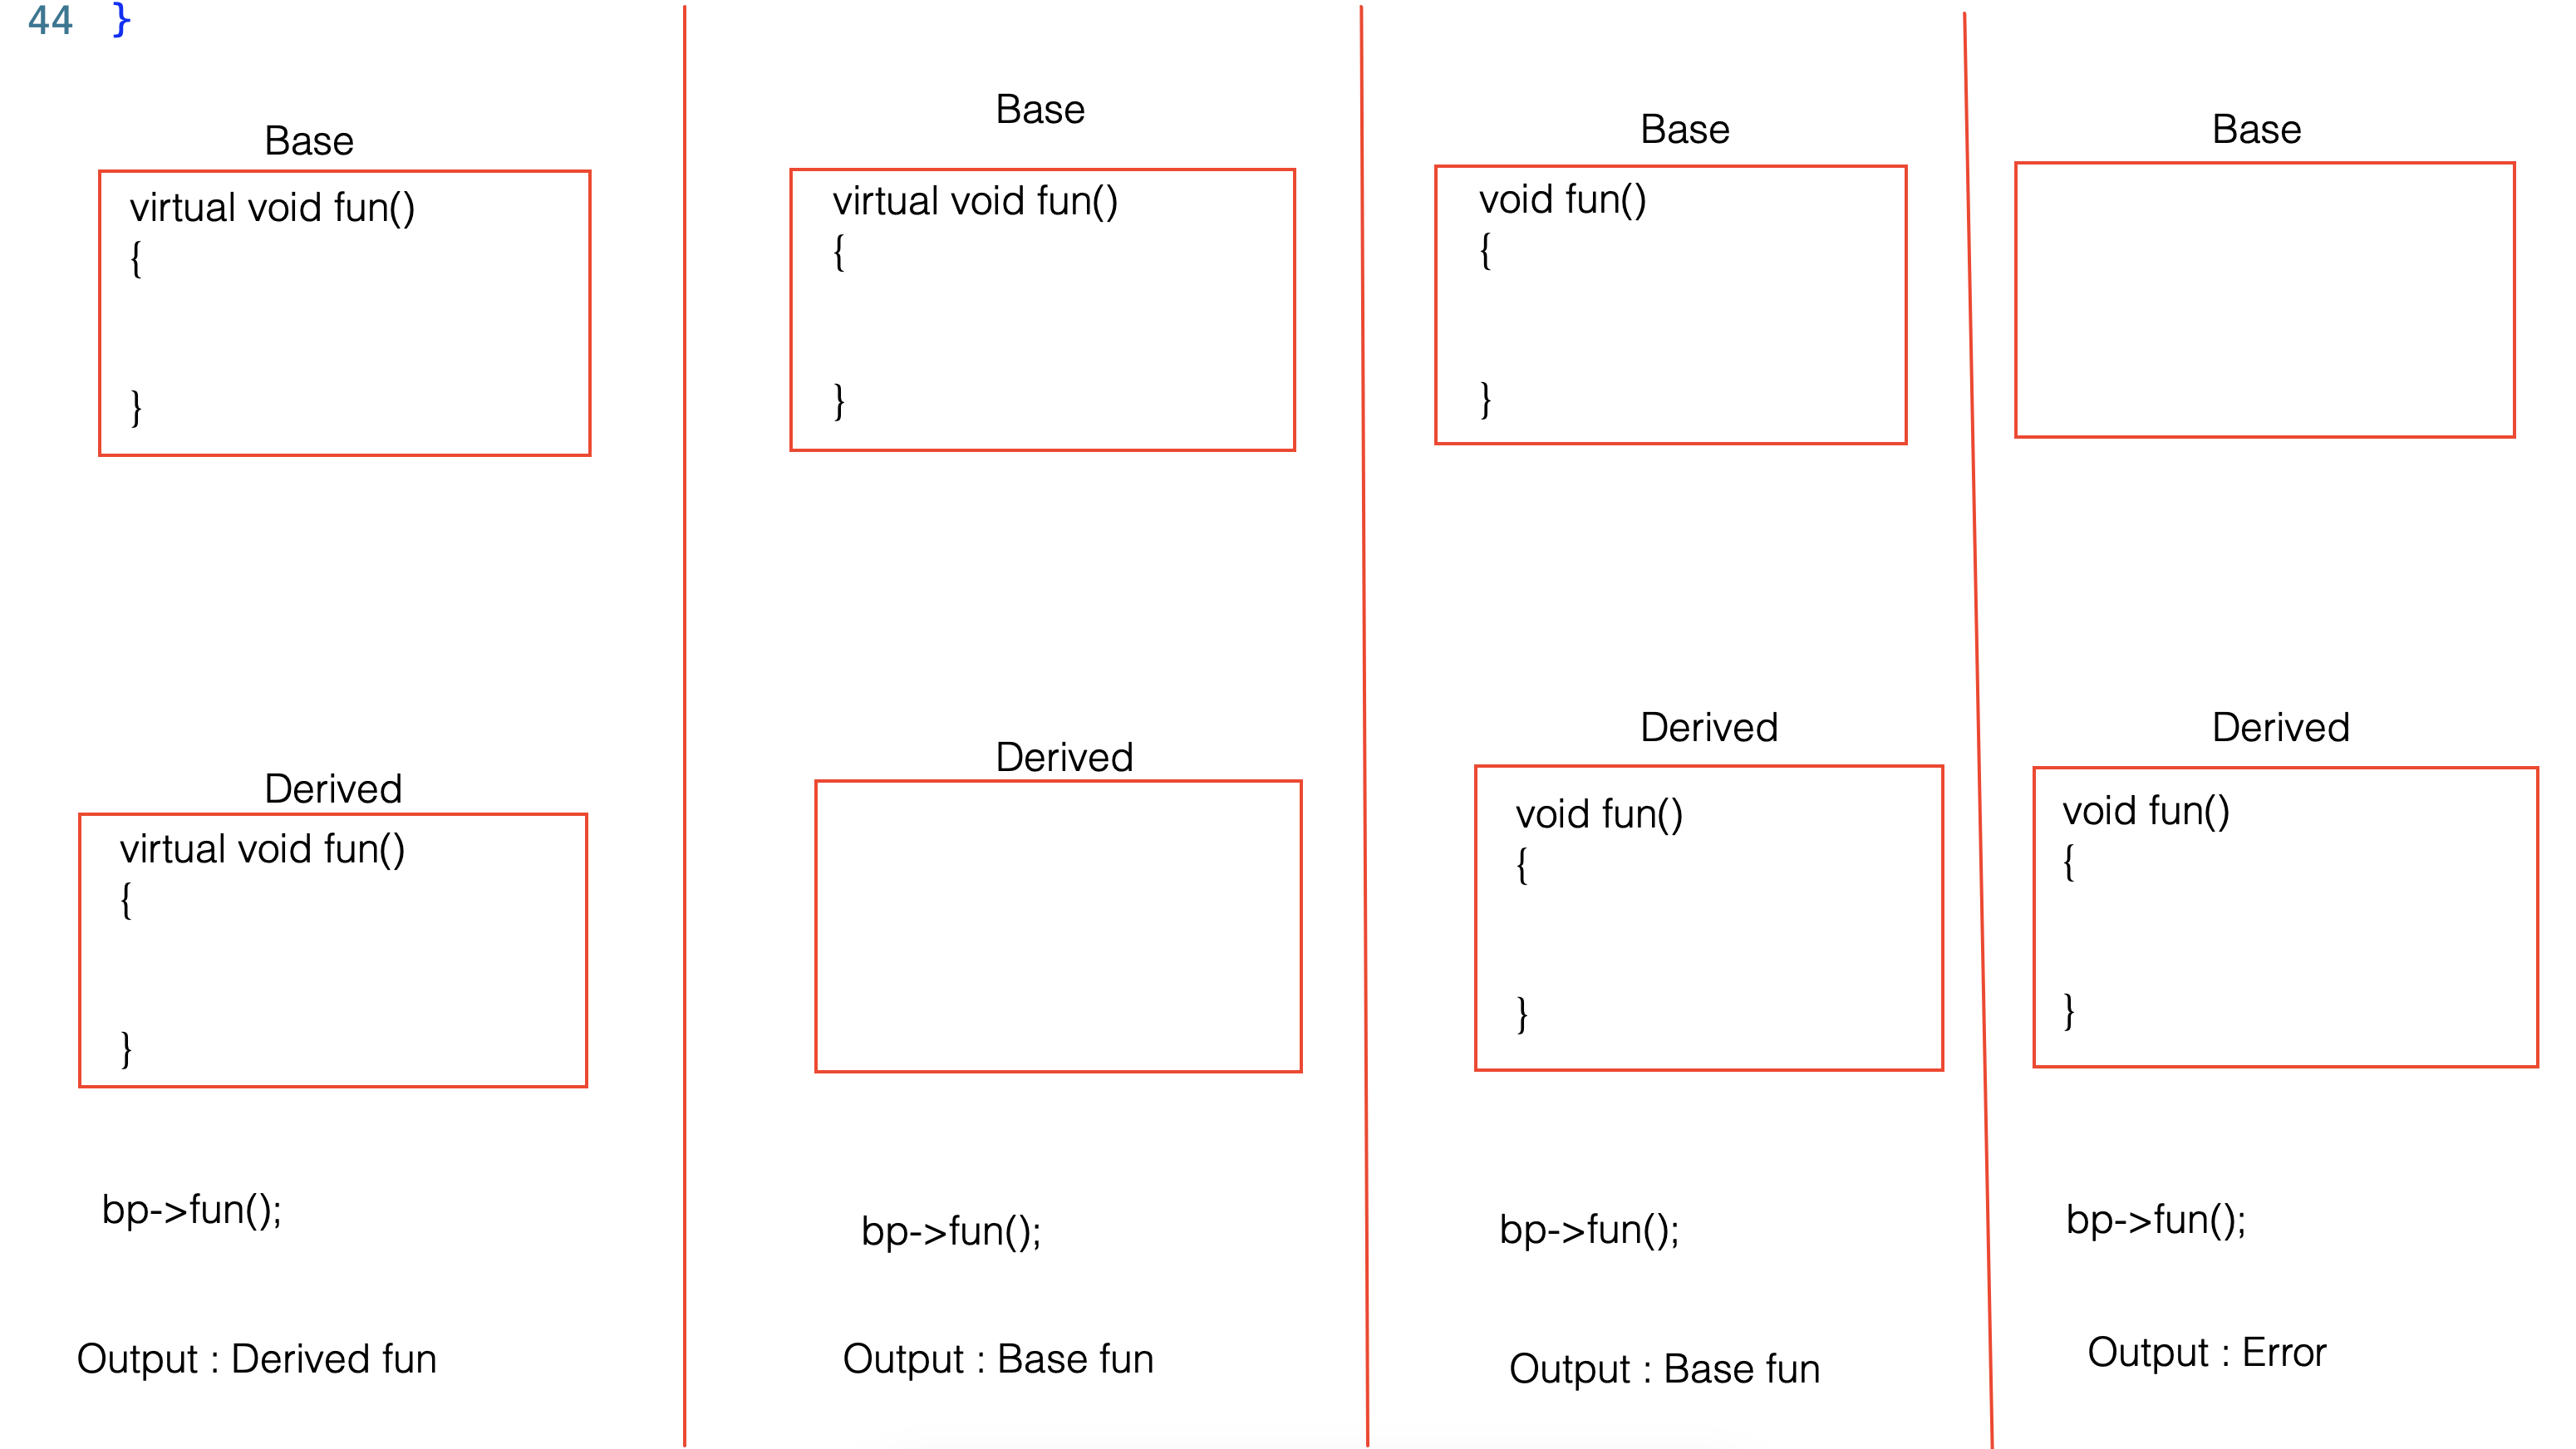 44 }
Base
virtual void fun()
{
}
Derived
virtual void fun()
{
}
bp->fun();
Output : Derived fun
Base
virtual void fun()
{
}
Derived
bp->fun();
Output : Base fun
Base
void fun()
{
}
Derived
void fun()
{
}
bp->fun();
Output : Base fun
Base
Derived
void fun()
{
}
bp->fun();
Output : Error